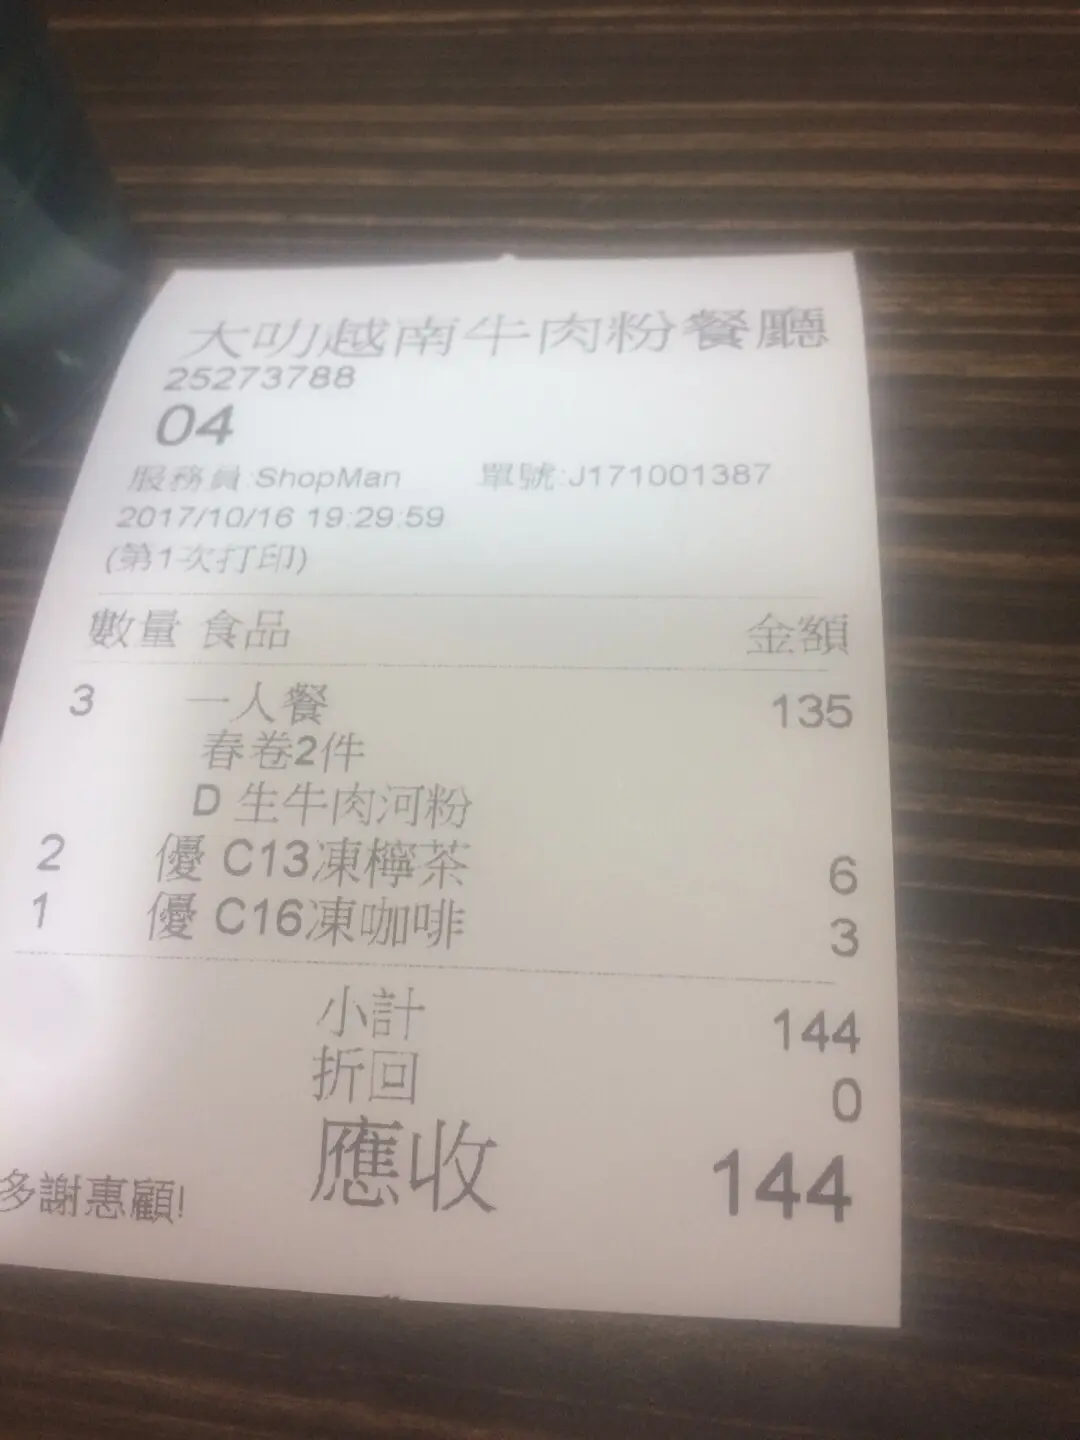 大叻越南牛肉粉餐廳
25273788
04
服務員:ShopMan 單號:J171001387
2017/10/16 19:29:59
(第1次打印)
數量 食品 金額
3 一人餐 135
春卷2件
D 生牛肉河粉
2 優 C13凍檸茶 6
1 優 C16凍咖啡 3
小計 144
折回 0
應收 144
多謝惠顧!